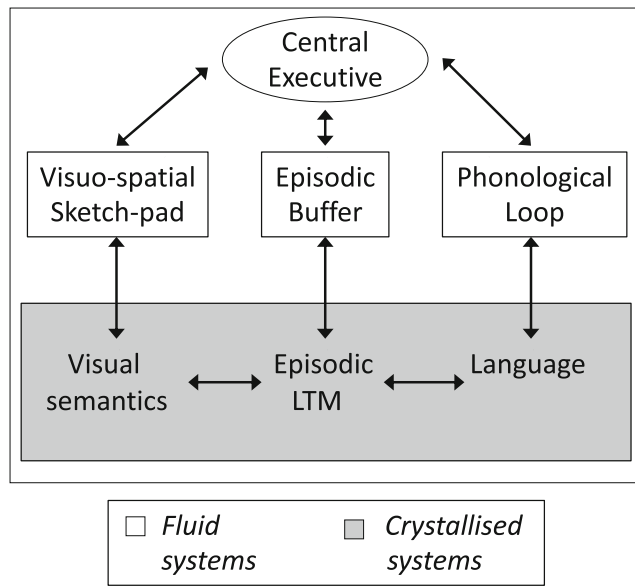 Central
Executive
Visuo-spatial
Sketch-pad
Episodic
Buffer
Phonological
Loop
Visual
semantics
Episodic
LTM
Language
Fluid
systems
Crystallised
systems